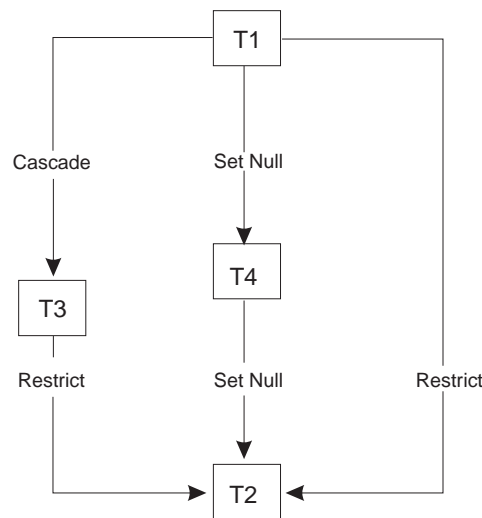 T1
Cascade
Set Null
T4
T3
Restrict
Set Null
Restrict
T2